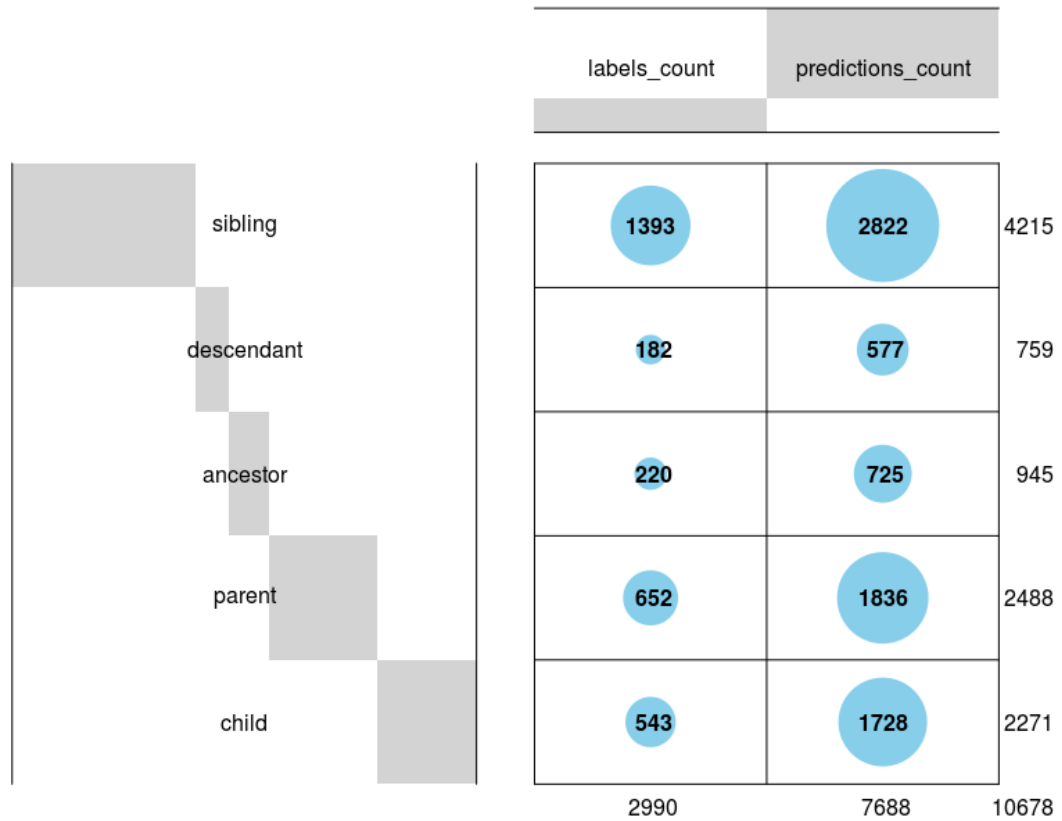 labels_count predictions_count
sibling 1393 2822 4215
descendant 182 577 759
ancestor 220 725 945
parent 652 1836 2488
child 543 1728 2271
2990 7688 10678